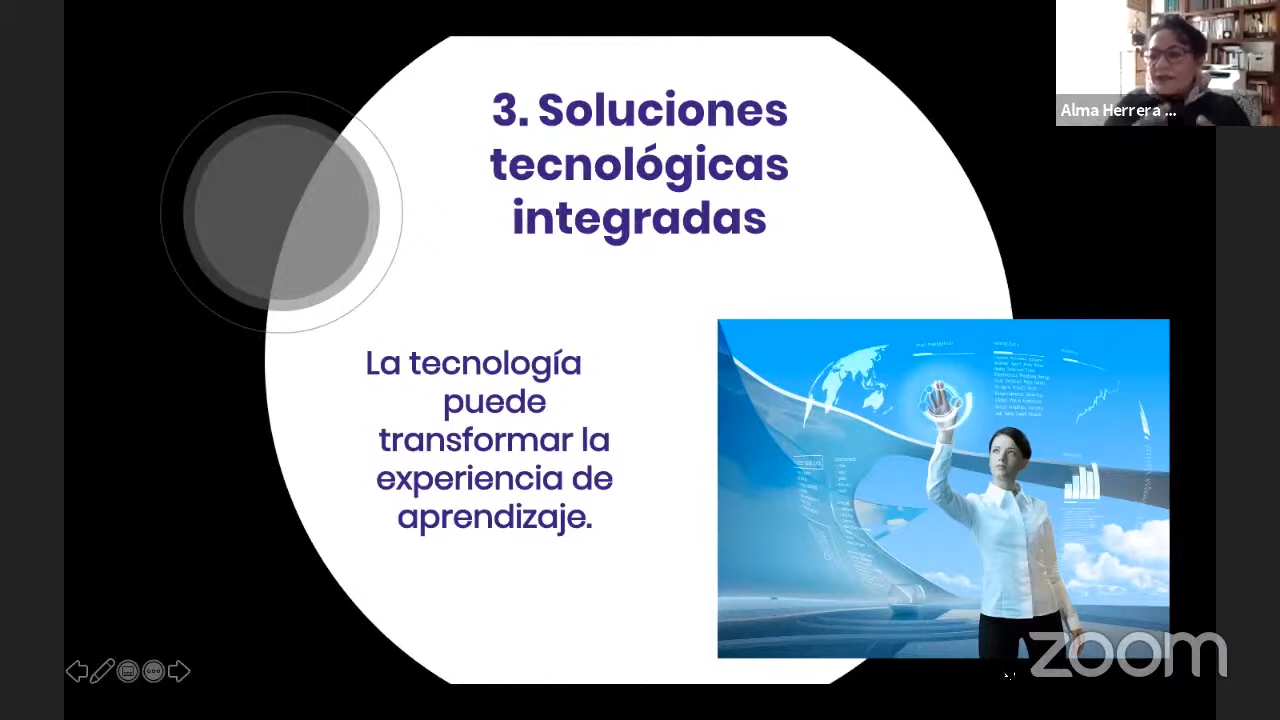 3. Soluciones
tecnológicas
integradas
La tecnología
puede
transformar la
experiencia de
aprendizaje.
Alma Herrera ...
zoom